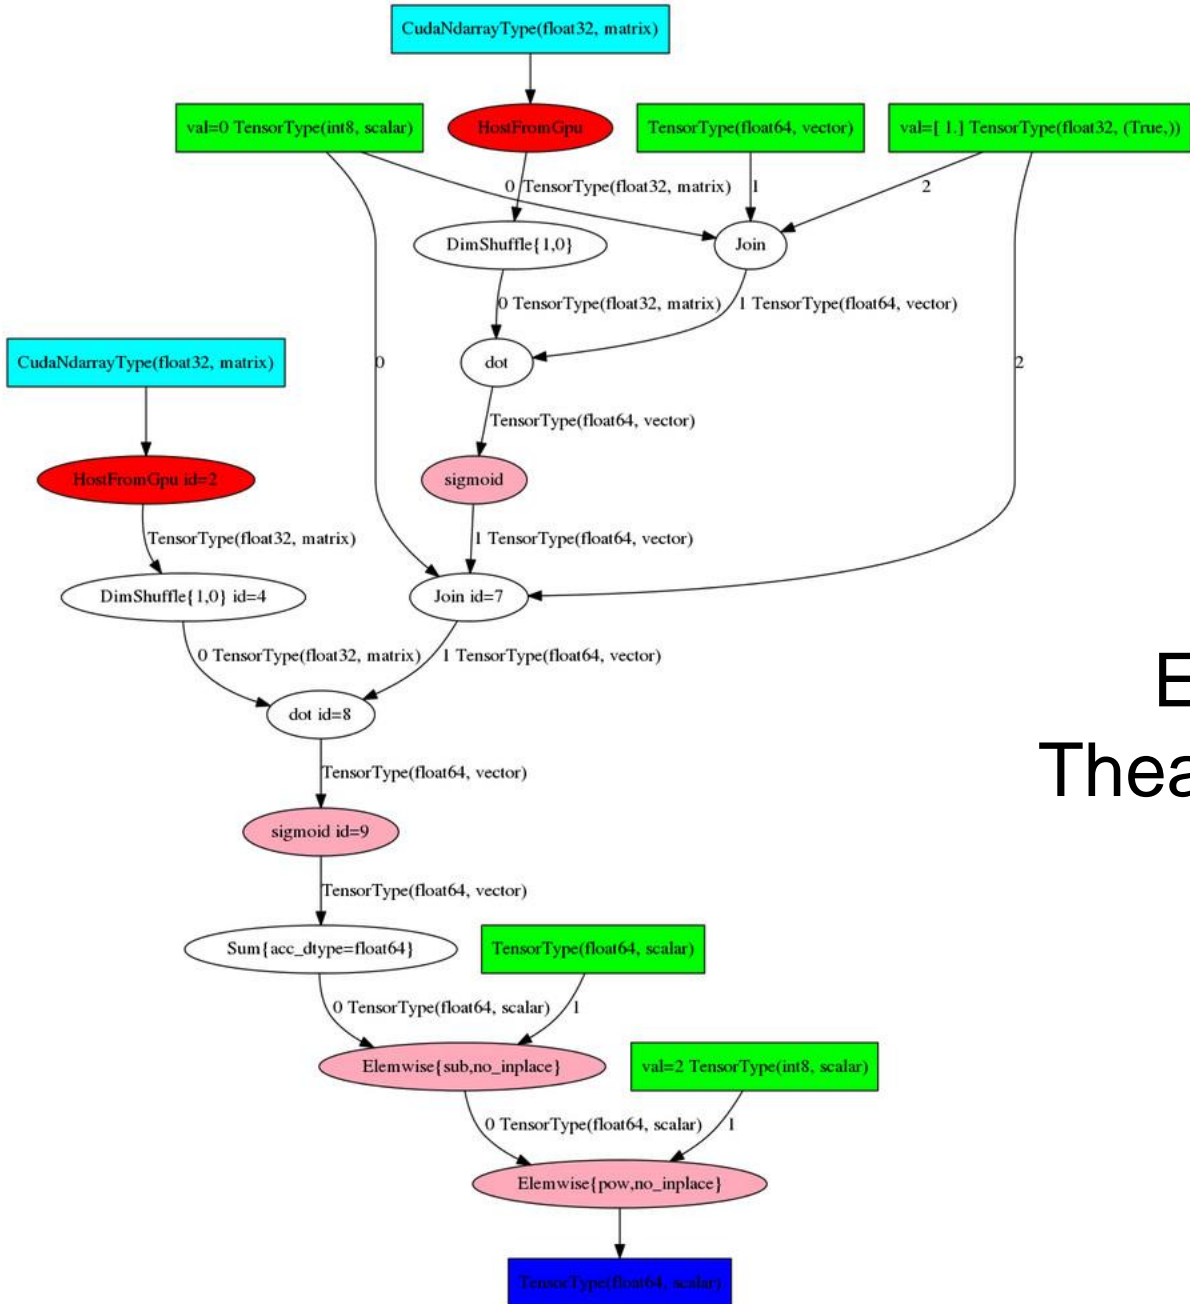 CudaNdarrayType(float32, matrix)
val=0 TensorType(int8, scalar)
HostFromGpu
TensorType(float64, vector)
val=[ 1.] TensorType(float32, (True,))
0 TensorType(float32, matrix)
1
2
DimShuffle{1,0}
Join
0 TensorType(float32, matrix)
1 TensorType(float64, vector)
CudaNdarrayType(float32, matrix)
0
dot
2
TensorType(float64, vector)
HostFromGpu id=2
sigmoid
TensorType(float32, matrix)
1 TensorType(float64, vector)
DimShuffle{1,0} id=4
Join id=7
0 TensorType(float32, matrix)
1 TensorType(float64, vector)
E
dot id=8
Thea
TensorType(float64, vector)
sigmoid id=9
TensorType(float64, vector)
Sum{acc_dtype=float64}
TensorType(float64, scalar)
0 TensorType(float64, scalar)
1
Elemwise{sub,no_inplace}
val=2 TensorType(int8, scalar)
0 TensorType(float64, scalar)
1
Elemwise{pow,no_inplace}
TensorType(float64, scalar)